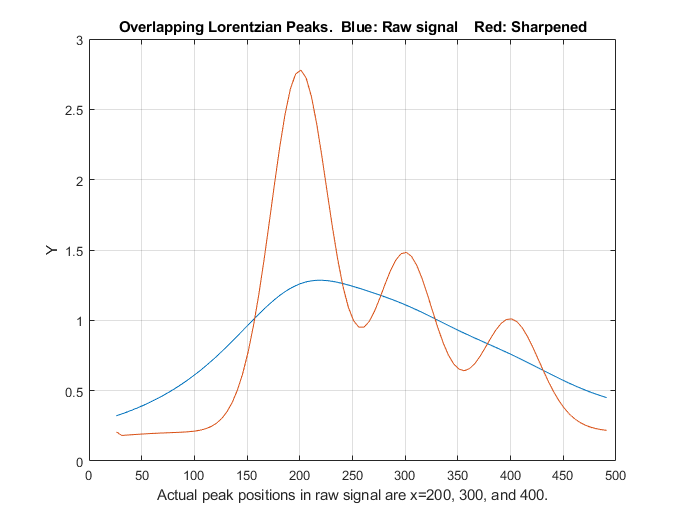 Overlapping Lorentzian Peaks.  Blue: Raw signal    Red: Sharpened
3
2.5
2
1.5
1
0.5
0
Y
0 50 100 150 200 250 300 350 400 450 500
Actual peak positions in raw signal are x=200, 300, and 400.